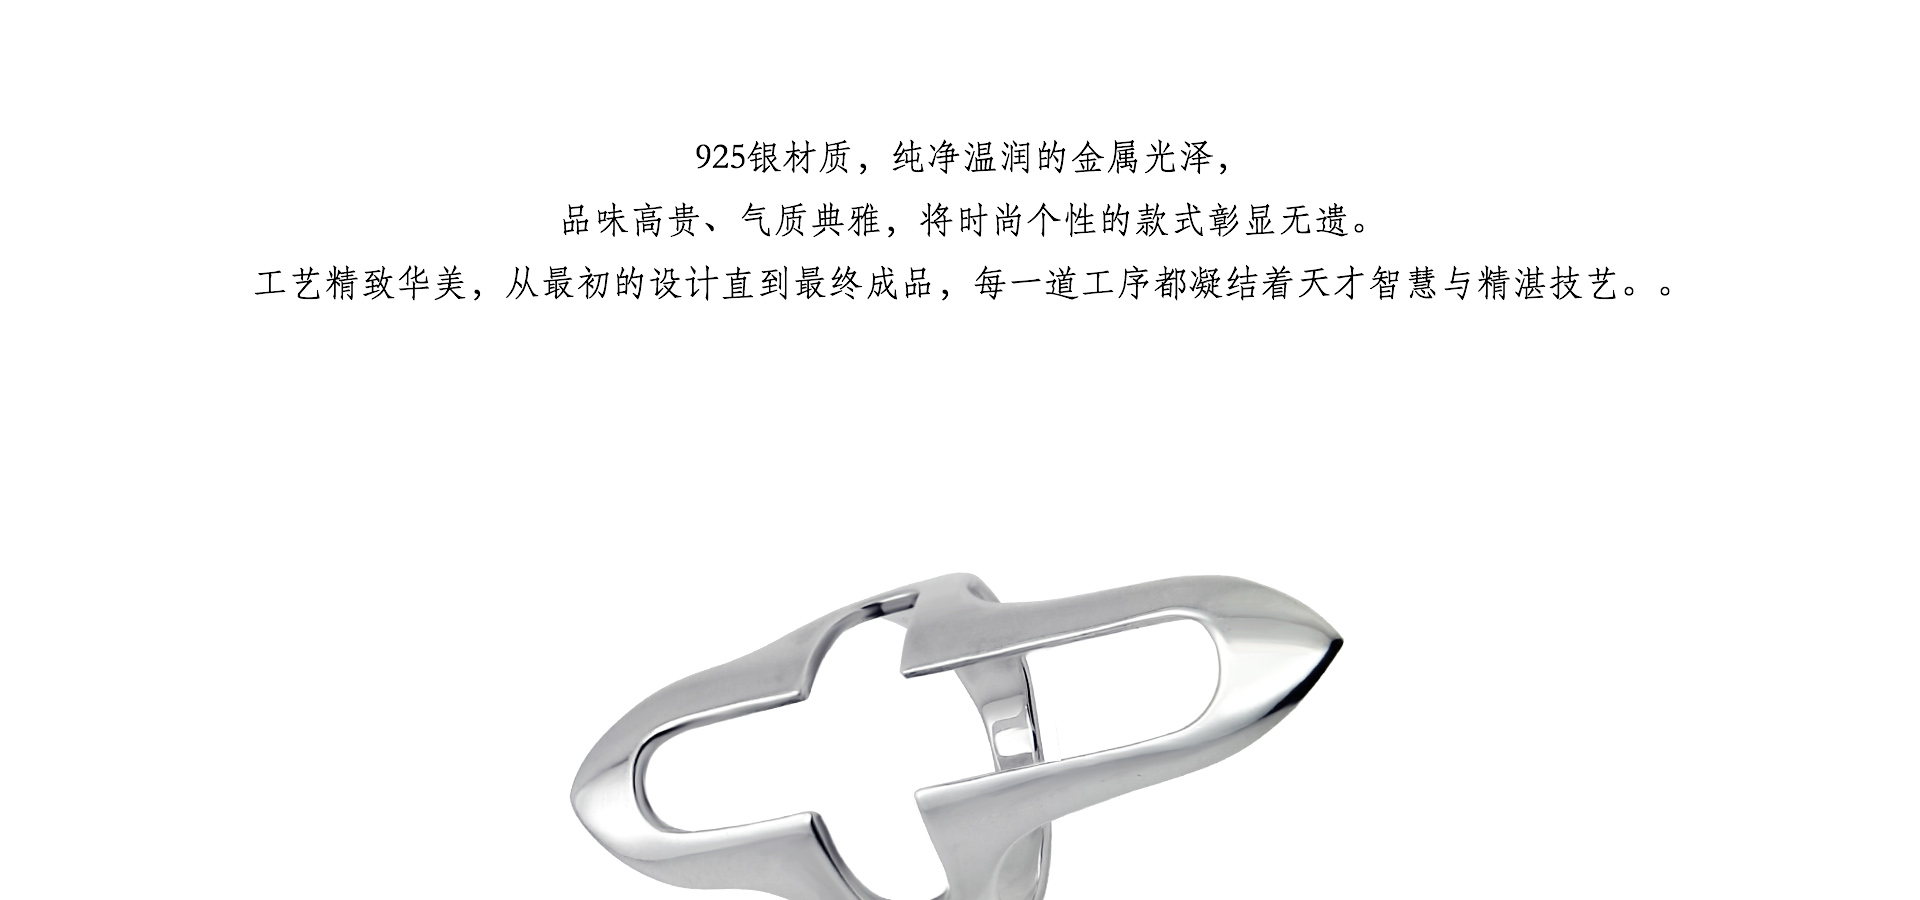 925银材质，纯净温润的金属光泽，
品味高贵、气质典雅，将时尚个性的款式彰显无遗。
工艺精致华美，从最初的设计直到最终成品，每一道工序都凝结着天才智慧与精湛技艺。。